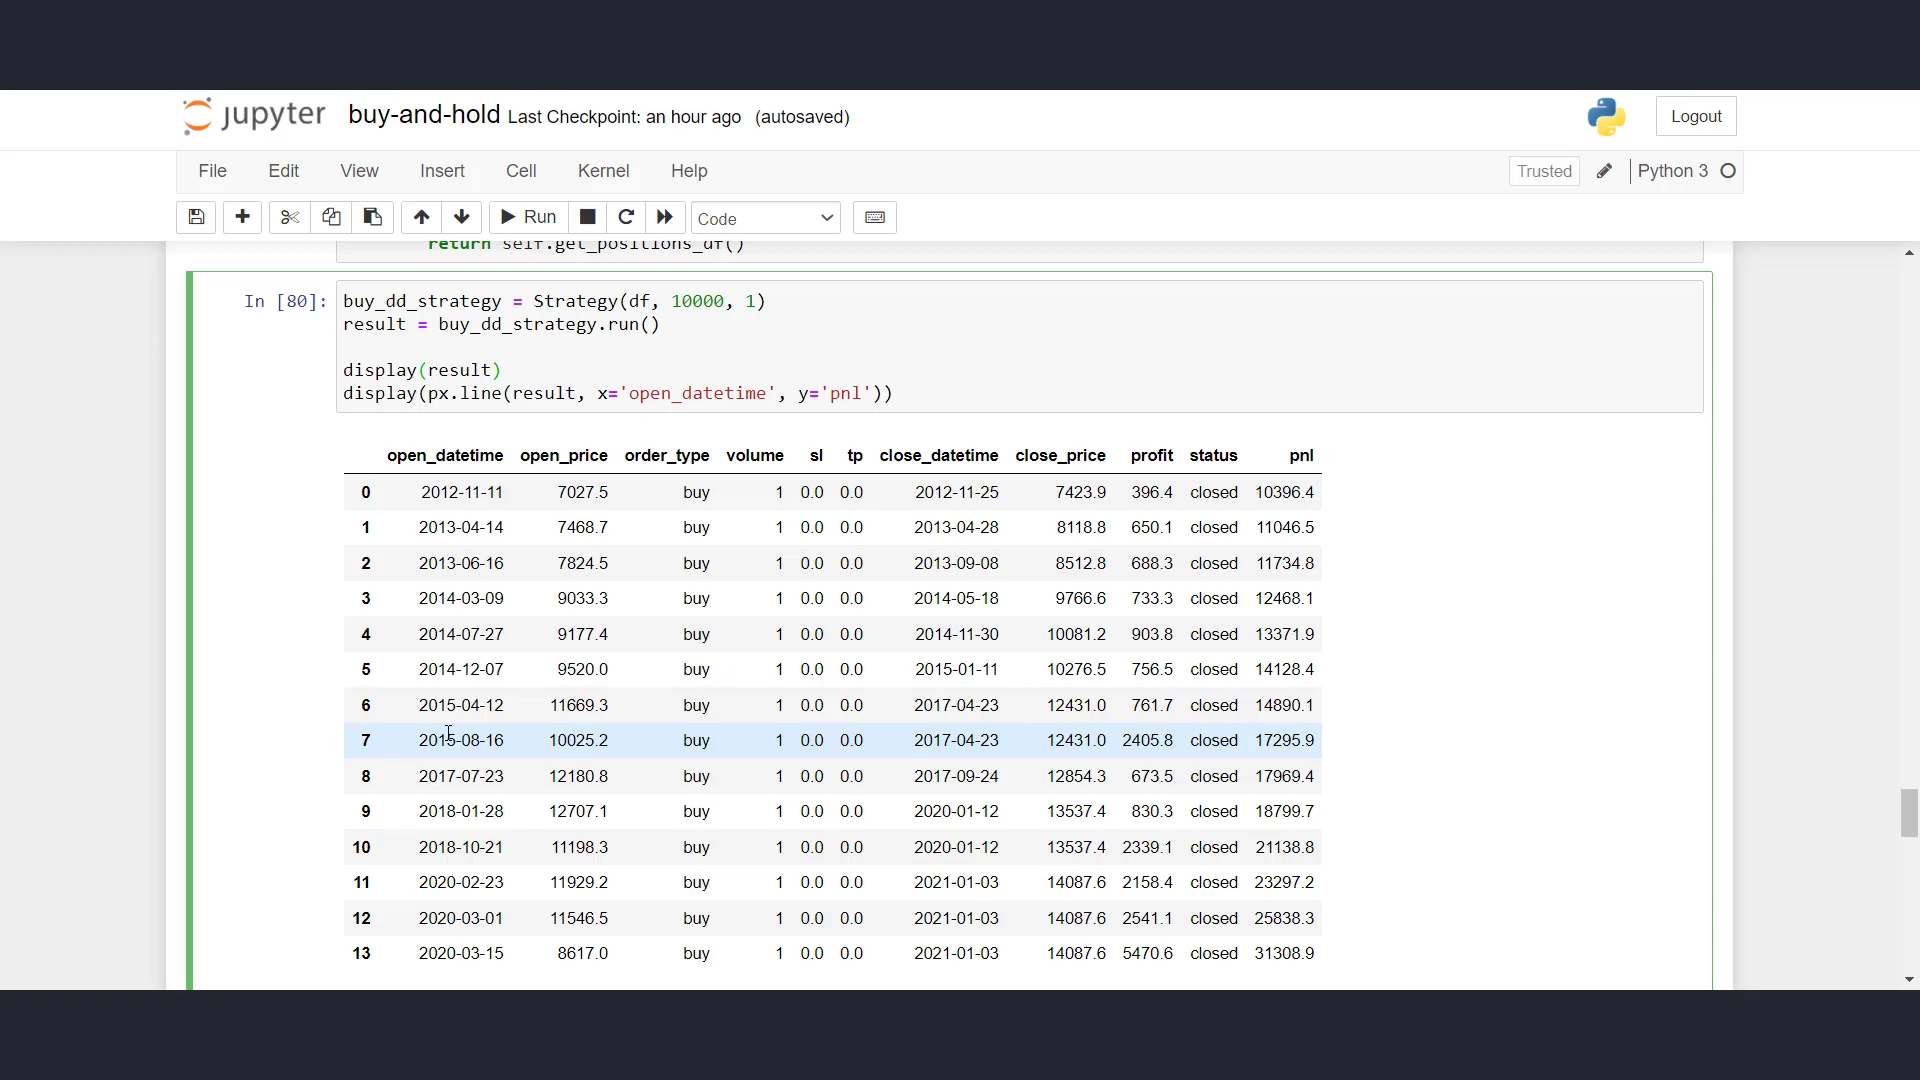 jupyter buy-and-hold Last Checkpoint: an hour ago (autosaved) Logout
File Edit View Insert Cell Kernel Help Trusted Python 3
Run Code
return self.get_positions_df()
In [80]: buy_dd_strategy = Strategy(df, 10000, 1)
result = buy_dd_strategy.run()
display(result)
display(px.line(result, x='open_datetime', y='pnl'))
open_datetime open_price order_type volume sl tp close_datetime close_price profit status pnl
0 2012-11-11 7027.5 buy 1 0.0 0.0 2012-11-25 7423.9 396.4 closed 10396.4
1 2013-04-14 7468.7 buy 1 0.0 0.0 2013-04-28 8118.8 650.1 closed 11046.5
2 2013-06-16 7824.5 buy 1 0.0 0.0 2013-09-08 8512.8 688.3 closed 11734.8
3 2014-03-09 9033.3 buy 1 0.0 0.0 2014-05-18 9766.6 733.3 closed 12468.1
4 2014-07-27 9177.4 buy 1 0.0 0.0 2014-11-30 10081.2 903.8 closed 13371.9
5 2014-12-07 9520.0 buy 1 0.0 0.0 2015-01-11 10276.5 756.5 closed 14128.4
6 2015-04-12 11669.3 buy 1 0.0 0.0 2017-04-23 12431.0 761.7 closed 14890.1
7 2015-08-16 10025.2 buy 1 0.0 0.0 2017-04-23 12431.0 2405.8 closed 17295.9
8 2017-07-23 12180.8 buy 1 0.0 0.0 2017-09-24 12854.3 673.5 closed 17969.4
9 2018-01-28 12707.1 buy 1 0.0 0.0 2020-01-12 13537.4 830.3 closed 18799.7
10 2018-10-21 11198.3 buy 1 0.0 0.0 2020-01-12 13537.4 2339.1 closed 21138.8
11 2020-02-23 11929.2 buy 1 0.0 0.0 2021-01-03 14087.6 2158.4 closed 23297.2
12 2020-03-01 11546.5 buy 1 0.0 0.0 2021-01-03 14087.6 2541.1 closed 25838.3
13 2020-03-15 8617.0 buy 1 0.0 0.0 2021-01-03 14087.6 5470.6 closed 31308.9